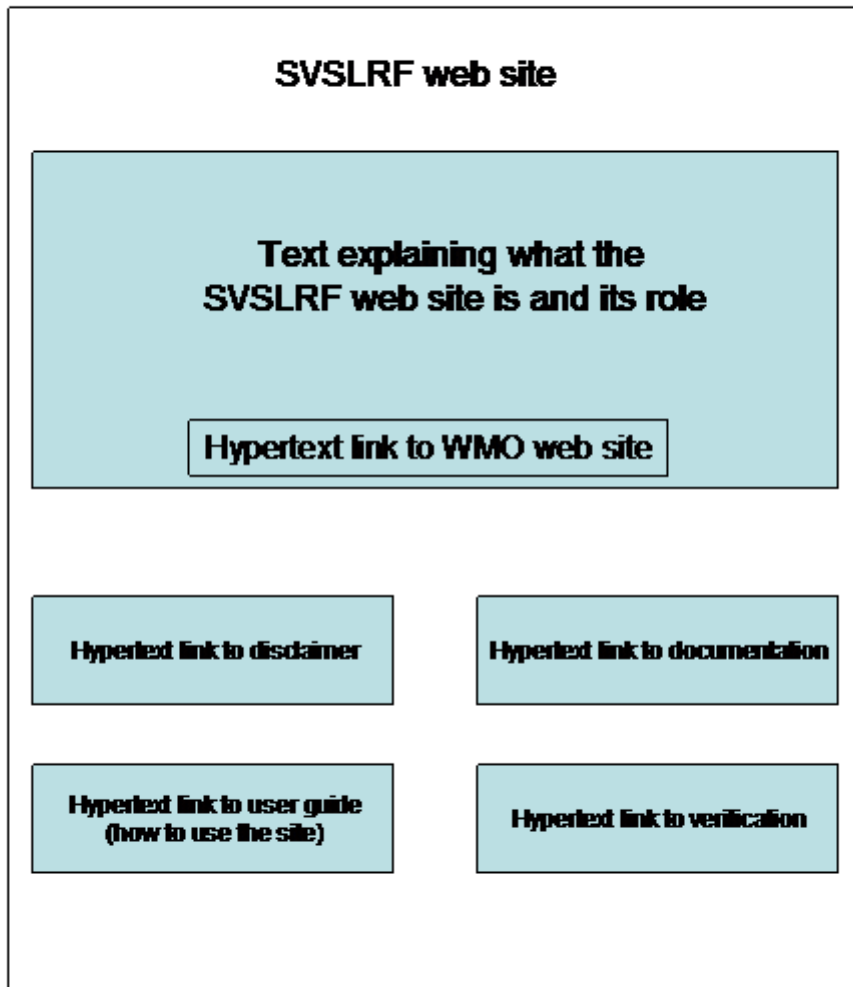 SVSLRF web site
Text explaining what the
SVSLRF web site is and its role
Hypertext link to WMO web site
Hypertext link to disclaimer
Hypertext link to documentation
Hypertext link to user guide
(how to use the site)
Hypertext link to verification